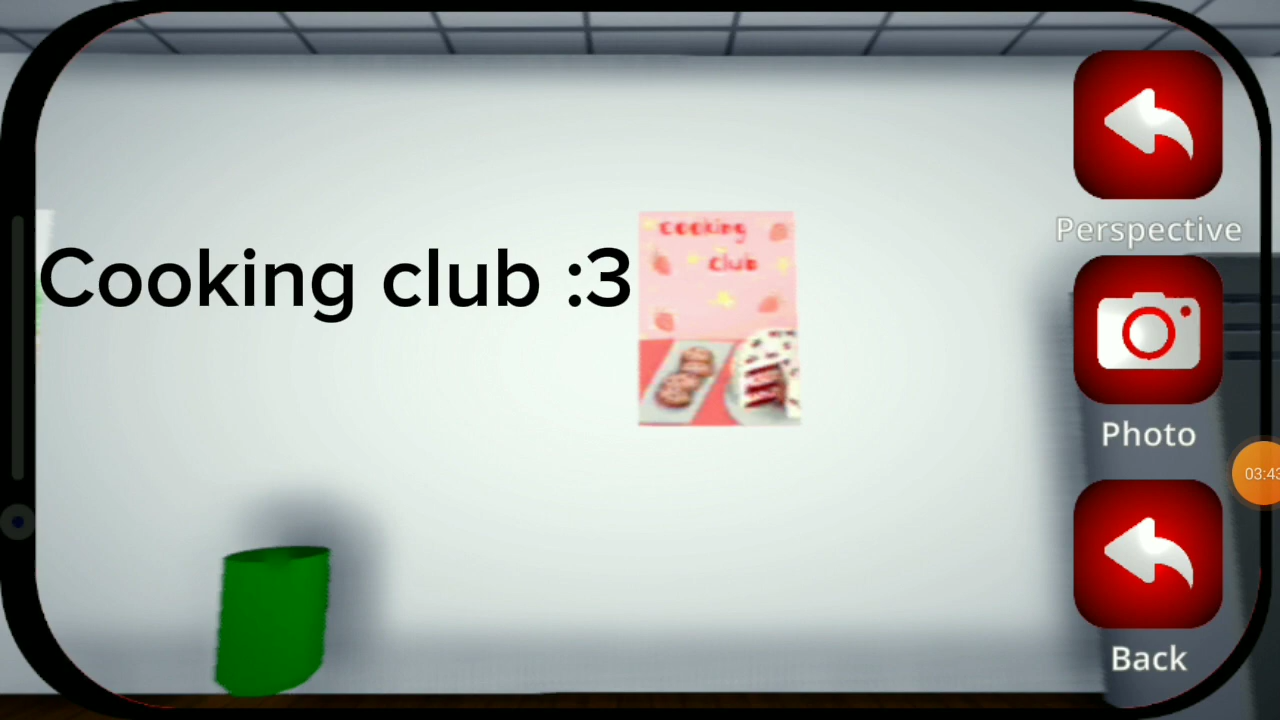 Perspective
Cooking club :3
cooking
club
Photo
03:43
Back